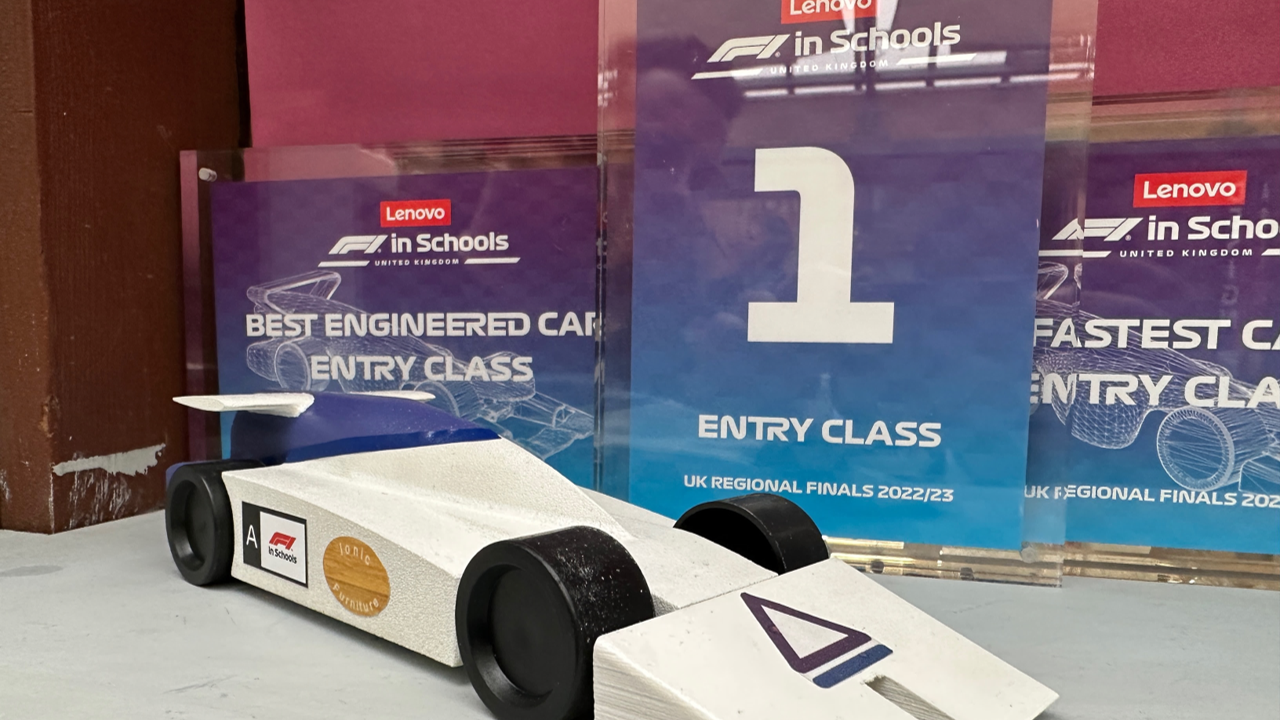 Lenovo
F1 in Schools
UNITED KINGDOM
BEST ENGINEERED CAR
ENTRY CLASS
Lenovo
F1 in Schools
UNITED KINGDOM
1
ENTRY CLASS
UK REGIONAL FINALS 2022/23
Lenovo
F1 in Scho
UNITED KINGDOM
FASTEST CA
ENTRY CLA
UK REGIONAL FINALS 202
A
F1
in Schools
ionic
furniture